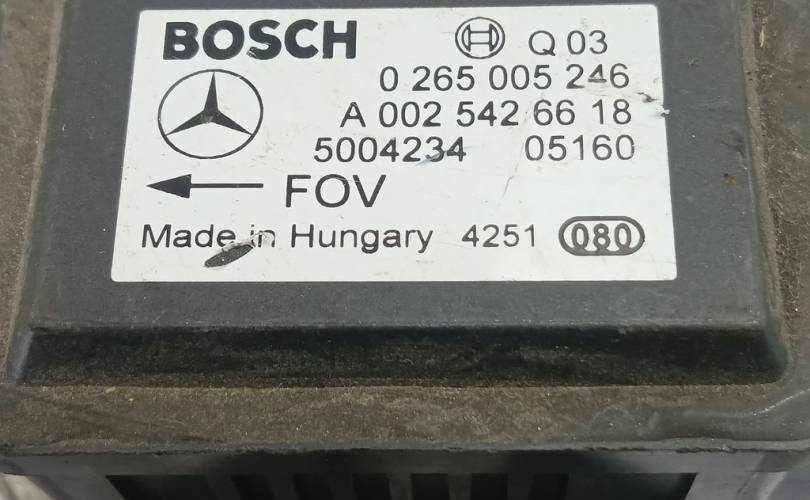 BOSCH Q 03
0 265 005 246
A 002 542 66 18
5004234 05160
FOV
Made in Hungary 4251 080